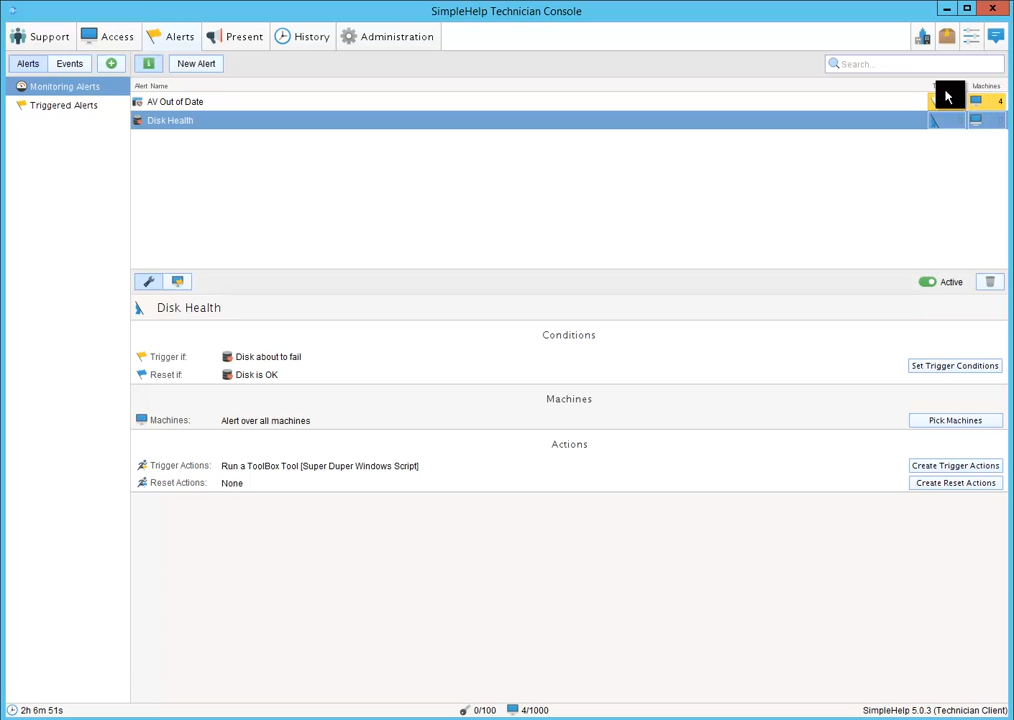 SimpleHelp Technician Console
Support Access Alerts Present History Administration
Alerts Events New Alert Search...
Monitoring Alerts
Triggered Alerts
Alert Name Machines
AV Out of Date 4
Disk Health
Active
Disk Health
Conditions
Trigger if: Disk about to fail
Reset if: Disk is OK
Set Trigger Conditions
Machines
Machines: Alert over all machines Pick Machines
Actions
Trigger Actions: Run a ToolBox Tool [Super Duper Windows Script] Create Trigger Actions
Reset Actions: None Create Reset Actions
2h 6m 51s 0/100 4/1000 SimpleHelp 5.0.3 (Technician Client)